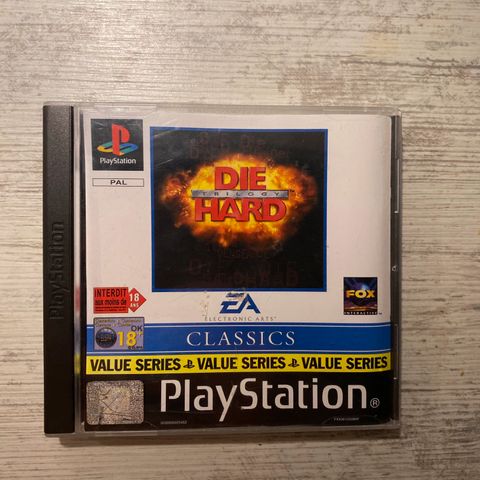 PlayStation
PlayStation
PAL
DIE
TRILOGY
HARD
INTERDIT
aux moins de 18
ANS
EA
ELECTRONIC ARTS
FOX
INTERACTIVE
OK
18
CLASSICS
VALUE SERIES VALUE SERIES VALUE SERIES
PlayStation®